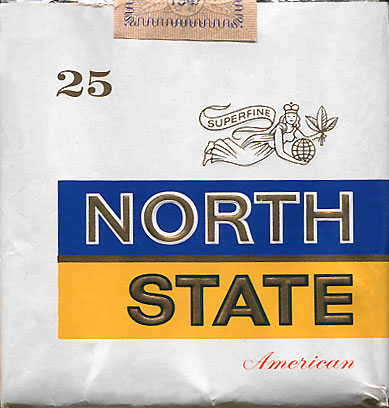 25
SUPERFINE
NORTH
STATE
American